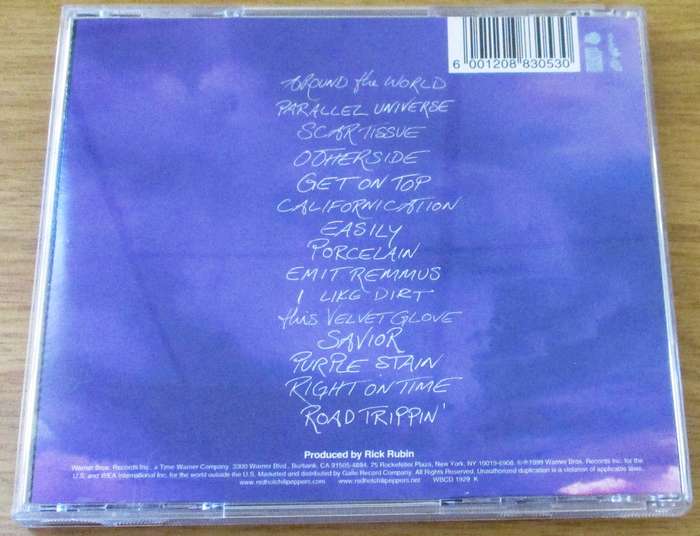 6 001208 830530
AROUND the WORLD
PARALLEL UNIVERSE
SCAR TISSUE
OTHERSIDE
GET ON TOP
CALIFORNICATION
EASILY
PORCELAIN
EMIT REMMUS
I LIKE DIRT
this VELVET GLOVE
SAVIOR
PURPLE STAIN
RIGHT ON TIME
ROAD TRIPPIN'
Produced by Rick Rubin
Warner Bros. Records Inc., a Time Warner Company. 3300 Warner Blvd., Burbank, CA 91505-4694. 75 Rockefeller Plaza, New York, NY 10019-6908. ©℗1999 Warner Bros. Records Inc. for the
U.S. and WEA International Inc. for the world outside the U.S. Marketed and distributed by Gallo Record Company. All Rights Reserved. Unauthorized duplication is a violation of applicable laws.
www.redhotchilipeppers.com www.redhotchilipeppers.net WBCD 1929 K